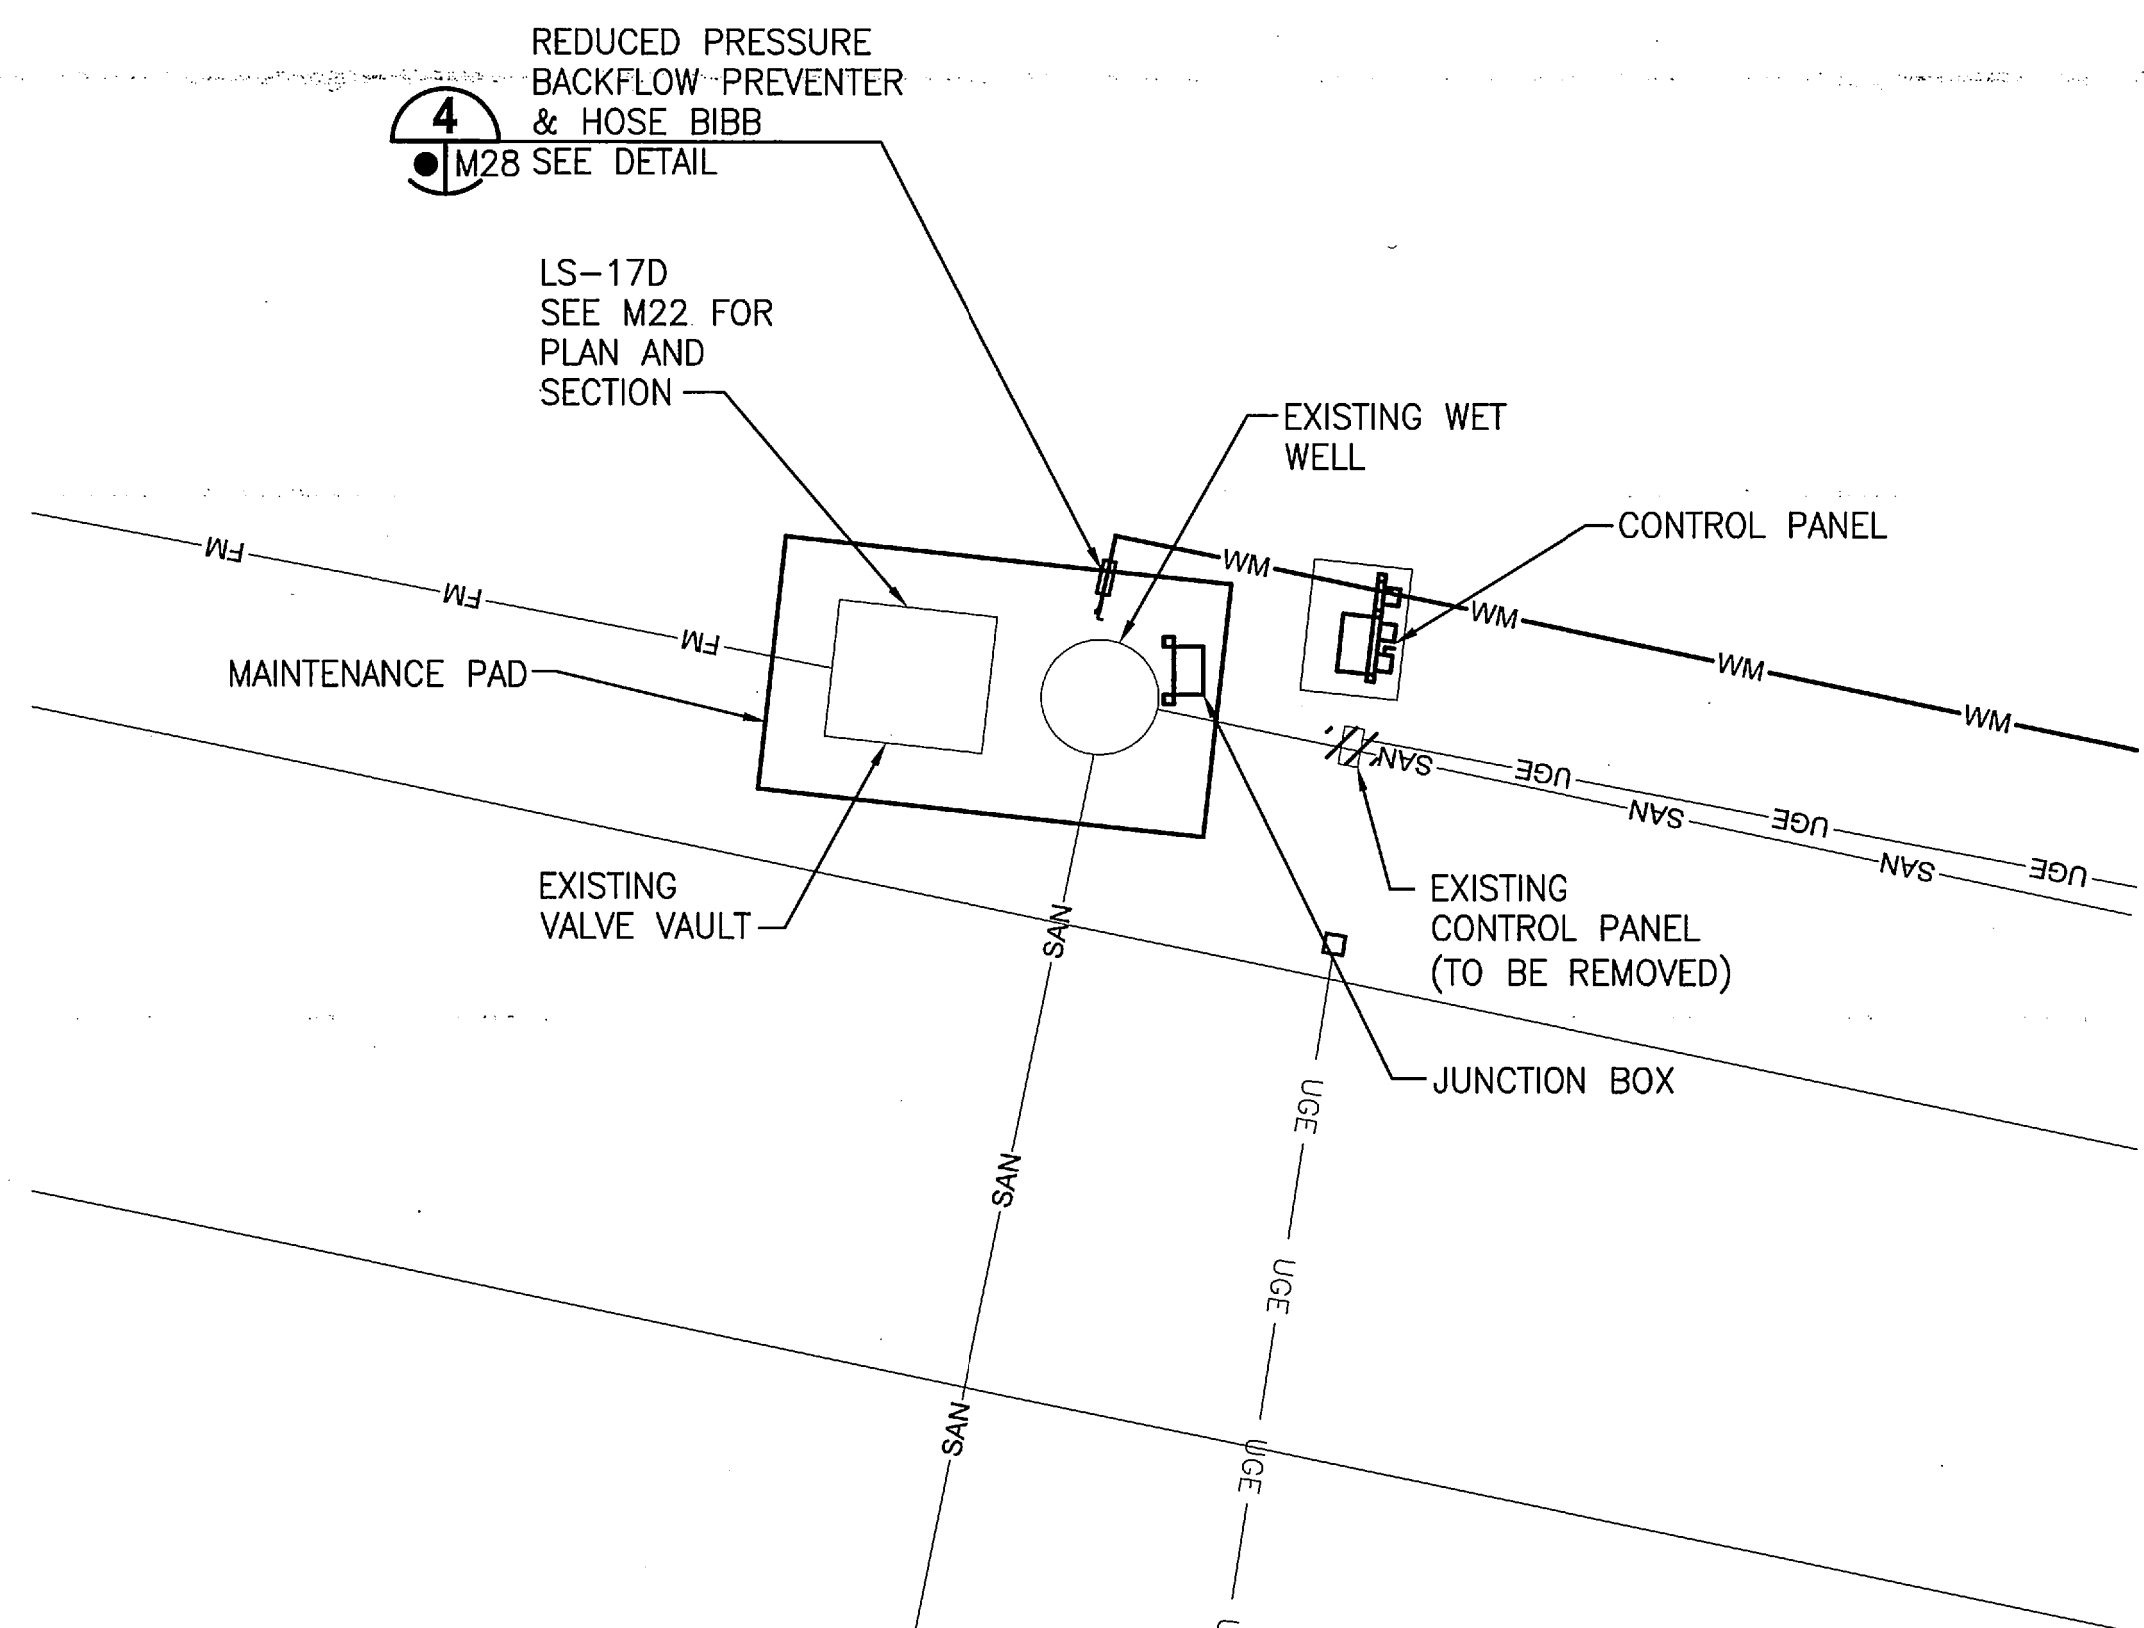 REDUCED PRESSURE
BACKFLOW PREVENTER
& HOSE BIBB
SEE DETAIL
4
M28
LS-17D
SEE M22 FOR
PLAN AND
SECTION
EXISTING WET
WELL
CONTROL PANEL
FM
FM
FM
WM
WM
WM
WM
MAINTENANCE PAD
SAN
UGE
SAN
UGE
SAN
UGE
EXISTING
VALVE VAULT
EXISTING
CONTROL PANEL
(TO BE REMOVED)
SAN
JUNCTION BOX
UGE
SAN
UGE
SAN
UGE
U